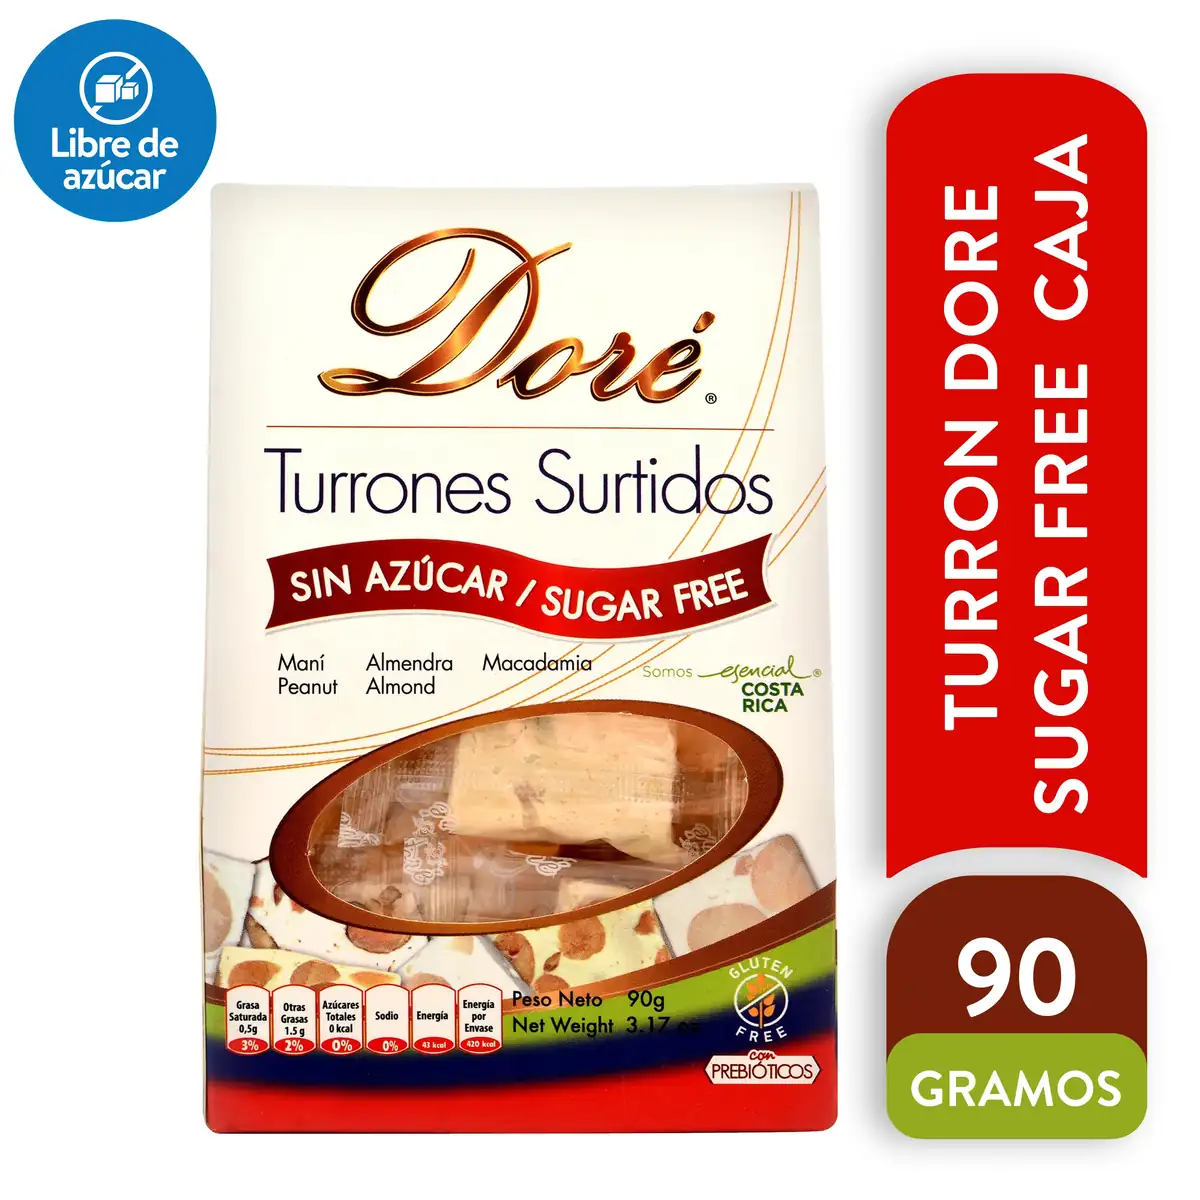 Libre de
azúcar
Doré®
Turrones Surtidos
SIN AZÚCAR / SUGAR FREE
Maní Almendra Macadamia
Peanut Almond
Somos esencial®
COSTA
RICA
Grasa
Saturada
0,5g
3%
Otras
Grasas
1.5 g
2%
Azúcares
Totales
0 kcal
0%
Sodio
0%
Energía
43 kcal
Energía
por
Envase
420 kcal
Peso Neto 90g
Net Weight 3.17 oz
GLUTEN
FREE
con
PREBIÓTICOS
TURRON DORE
SUGAR FREE CAJA
90
GRAMOS